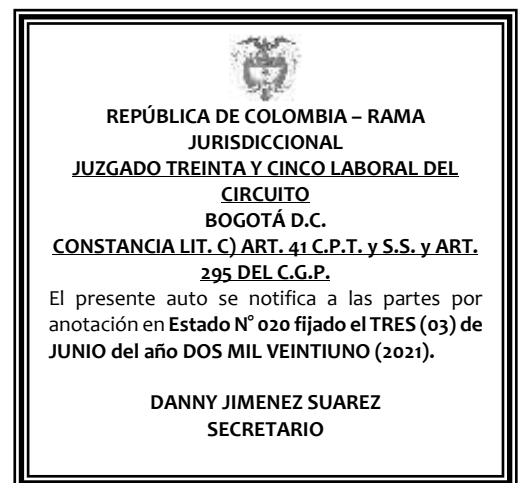 REPÚBLICA DE COLOMBIA – RAMA
JURISDICCIONAL
JUZGADO TREINTA Y CINCO LABORAL DEL
CIRCUITO
BOGOTÁ D.C.
CONSTANCIA LIT. C) ART. 41 C.P.T. y S.S. y ART.
295 DEL C.G.P.
El presente auto se notifica a las partes por
anotación en Estado N° 020 fijado el TRES (03) de
JUNIO del año DOS MIL VEINTIUNO (2021).
DANNY JIMENEZ SUAREZ
SECRETARIO